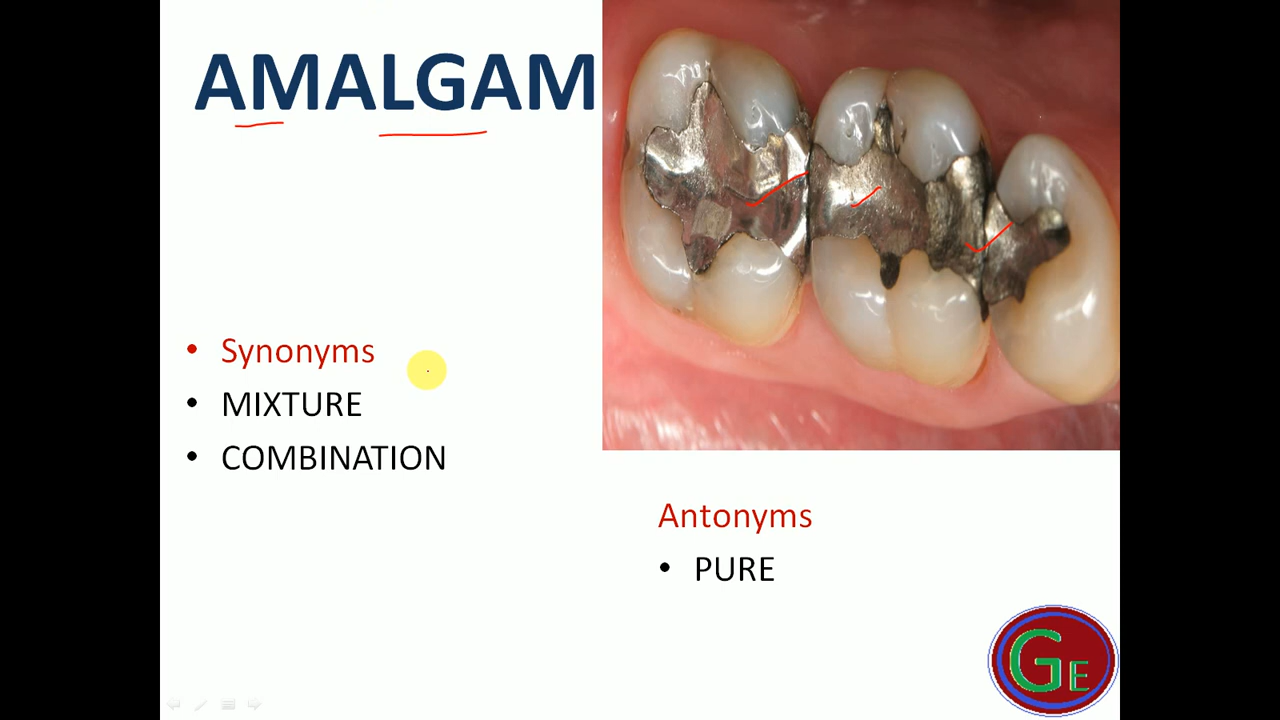 AMALGAM
Synonyms
MIXTURE
COMBINATION
Antonyms
PURE
GE